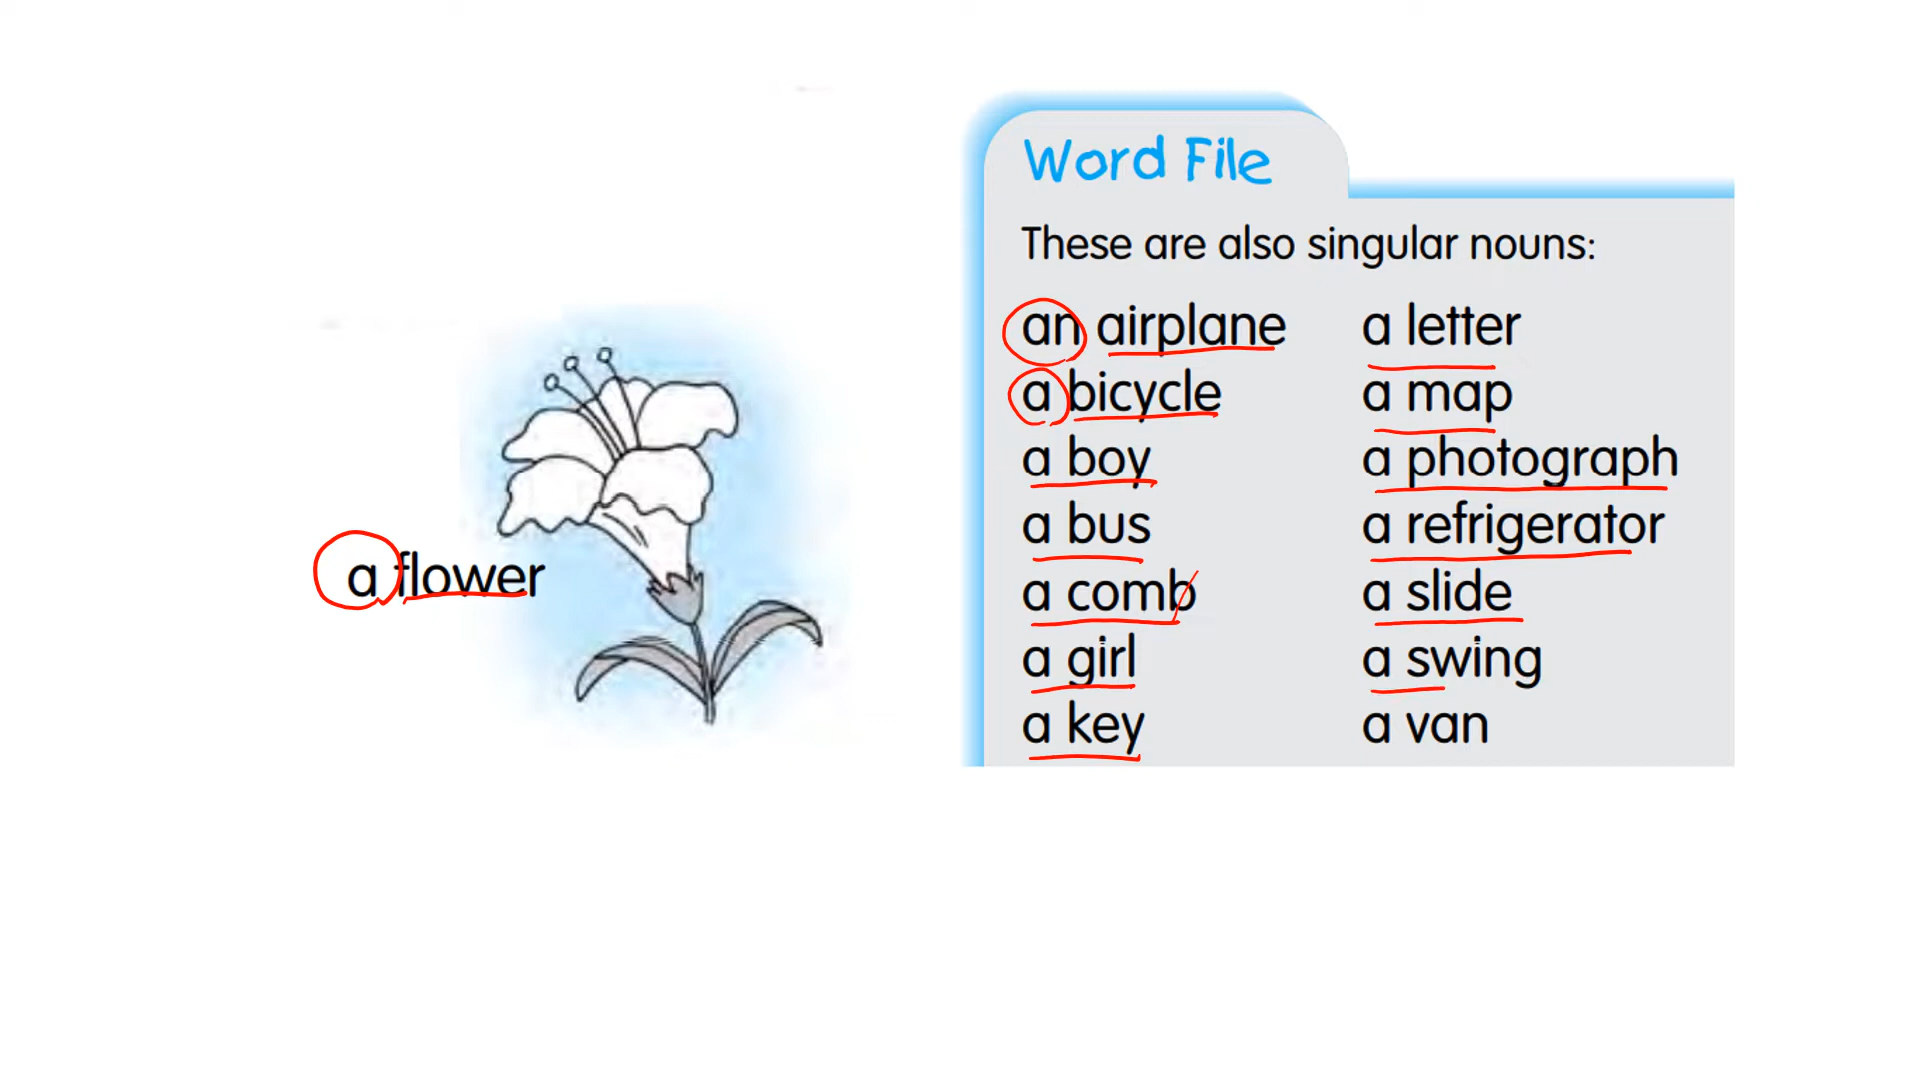 a flower
Word File
These are also singular nouns:
an airplane
a bicycle
a boy
a bus
a comb
a girl
a key
a letter
a map
a photograph
a refrigerator
a slide
a swing
a van